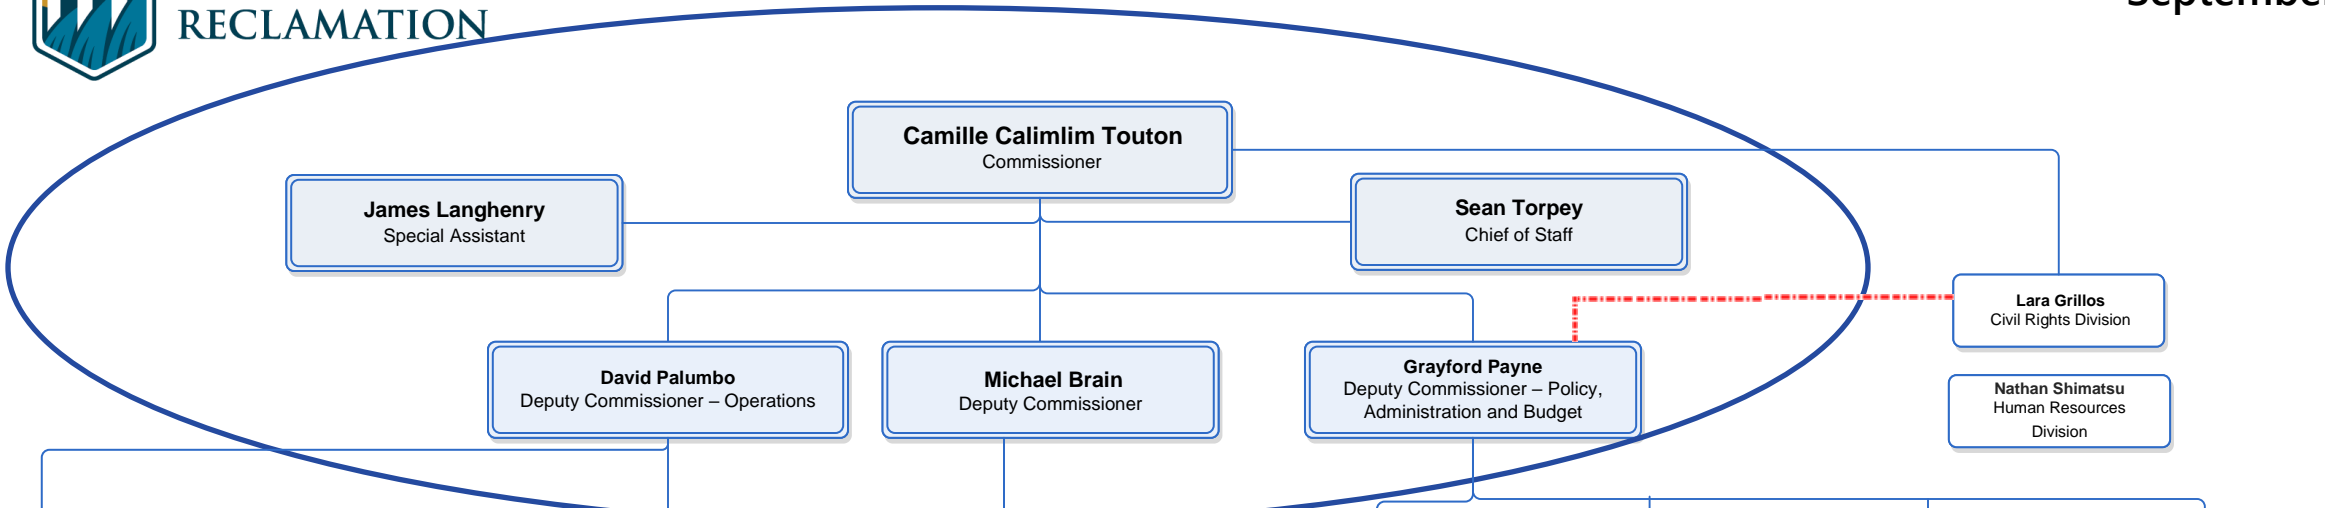 RECLAMATION
September
Camille Calimlim Touton
Commissioner
James Langhenry
Special Assistant
Sean Torpey
Chief of Staff
Lara Grillos
Civil Rights Division
David Palumbo
Deputy Commissioner – Operations
Michael Brain
Deputy Commissioner
Grayford Payne
Deputy Commissioner – Policy,
Administration and Budget
Nathan Shimatsu
Human Resources
Division